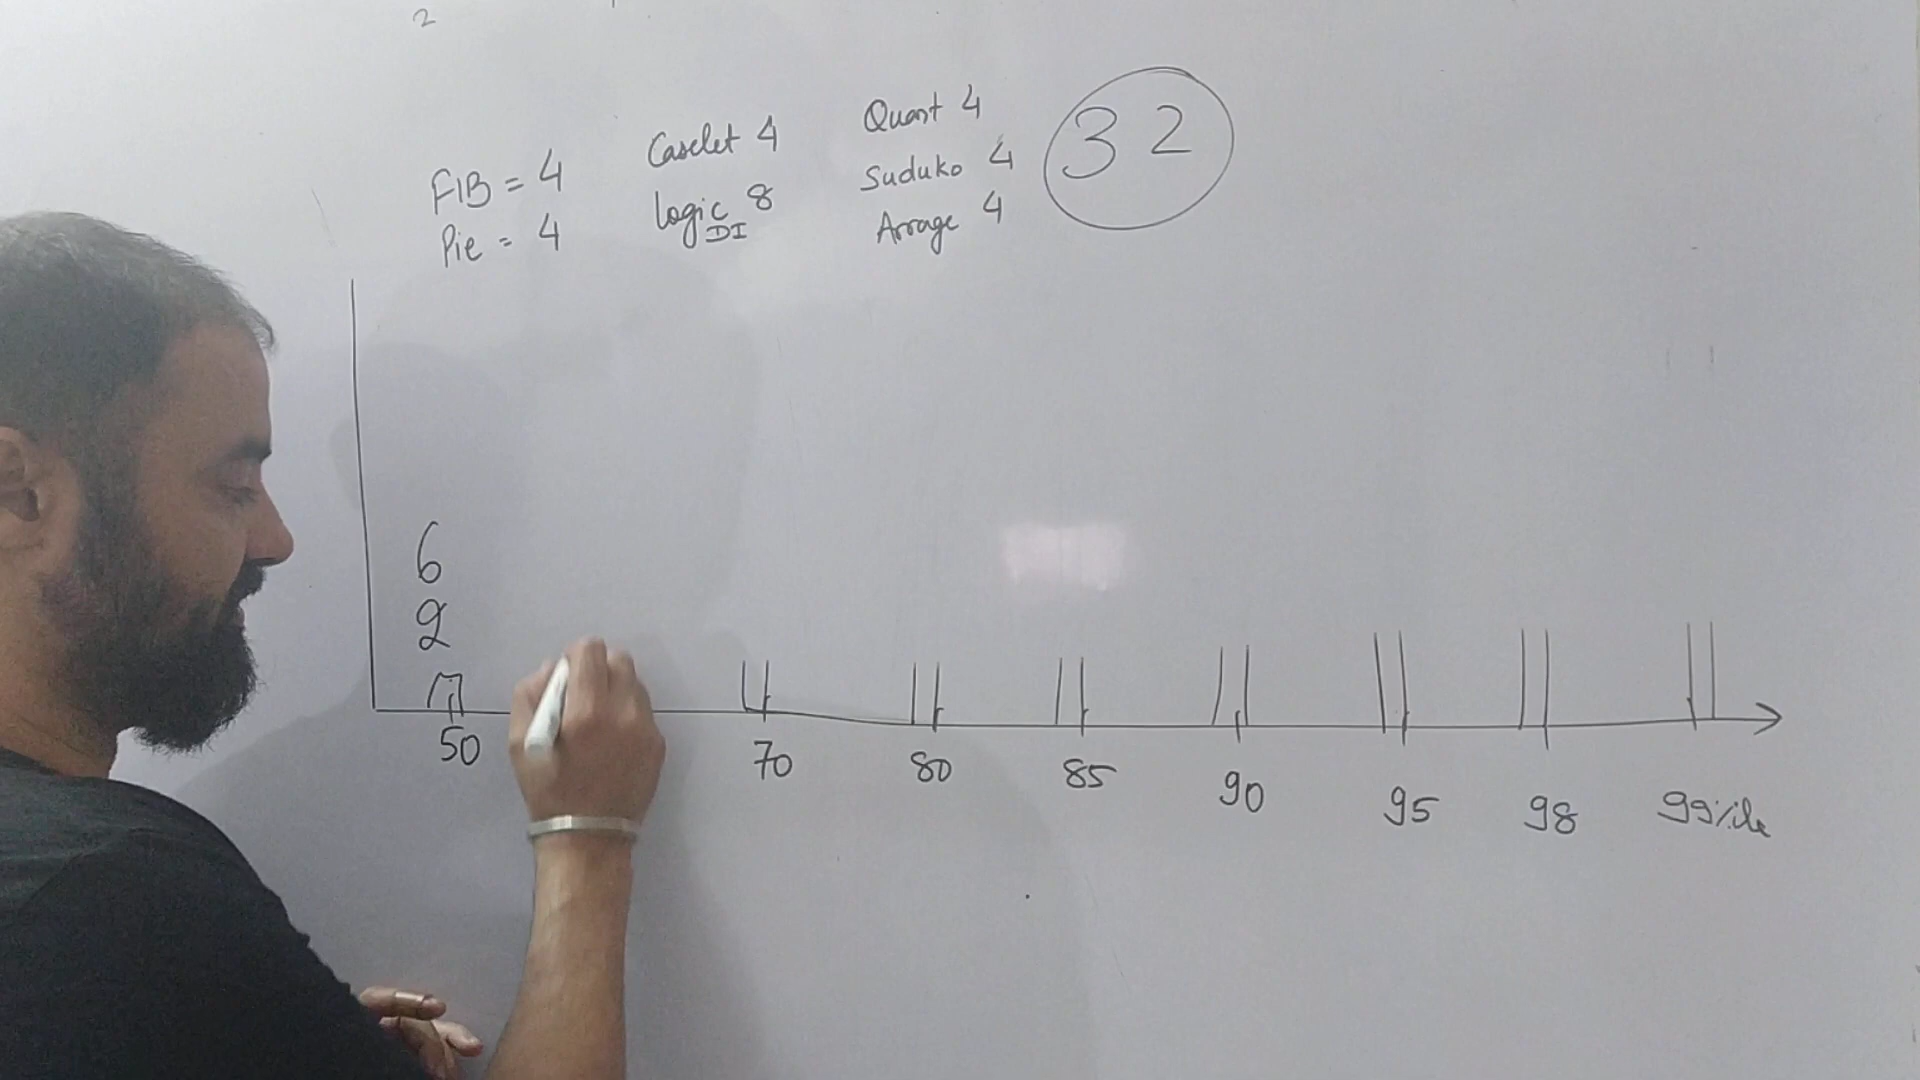 2
FIB = 4
Pie = 4
Caselet 4
Logic DI 8
Quant 4
Suduko 4
Arrage 4
32
6
2
50 70 80 85 90 95 98 99%ile